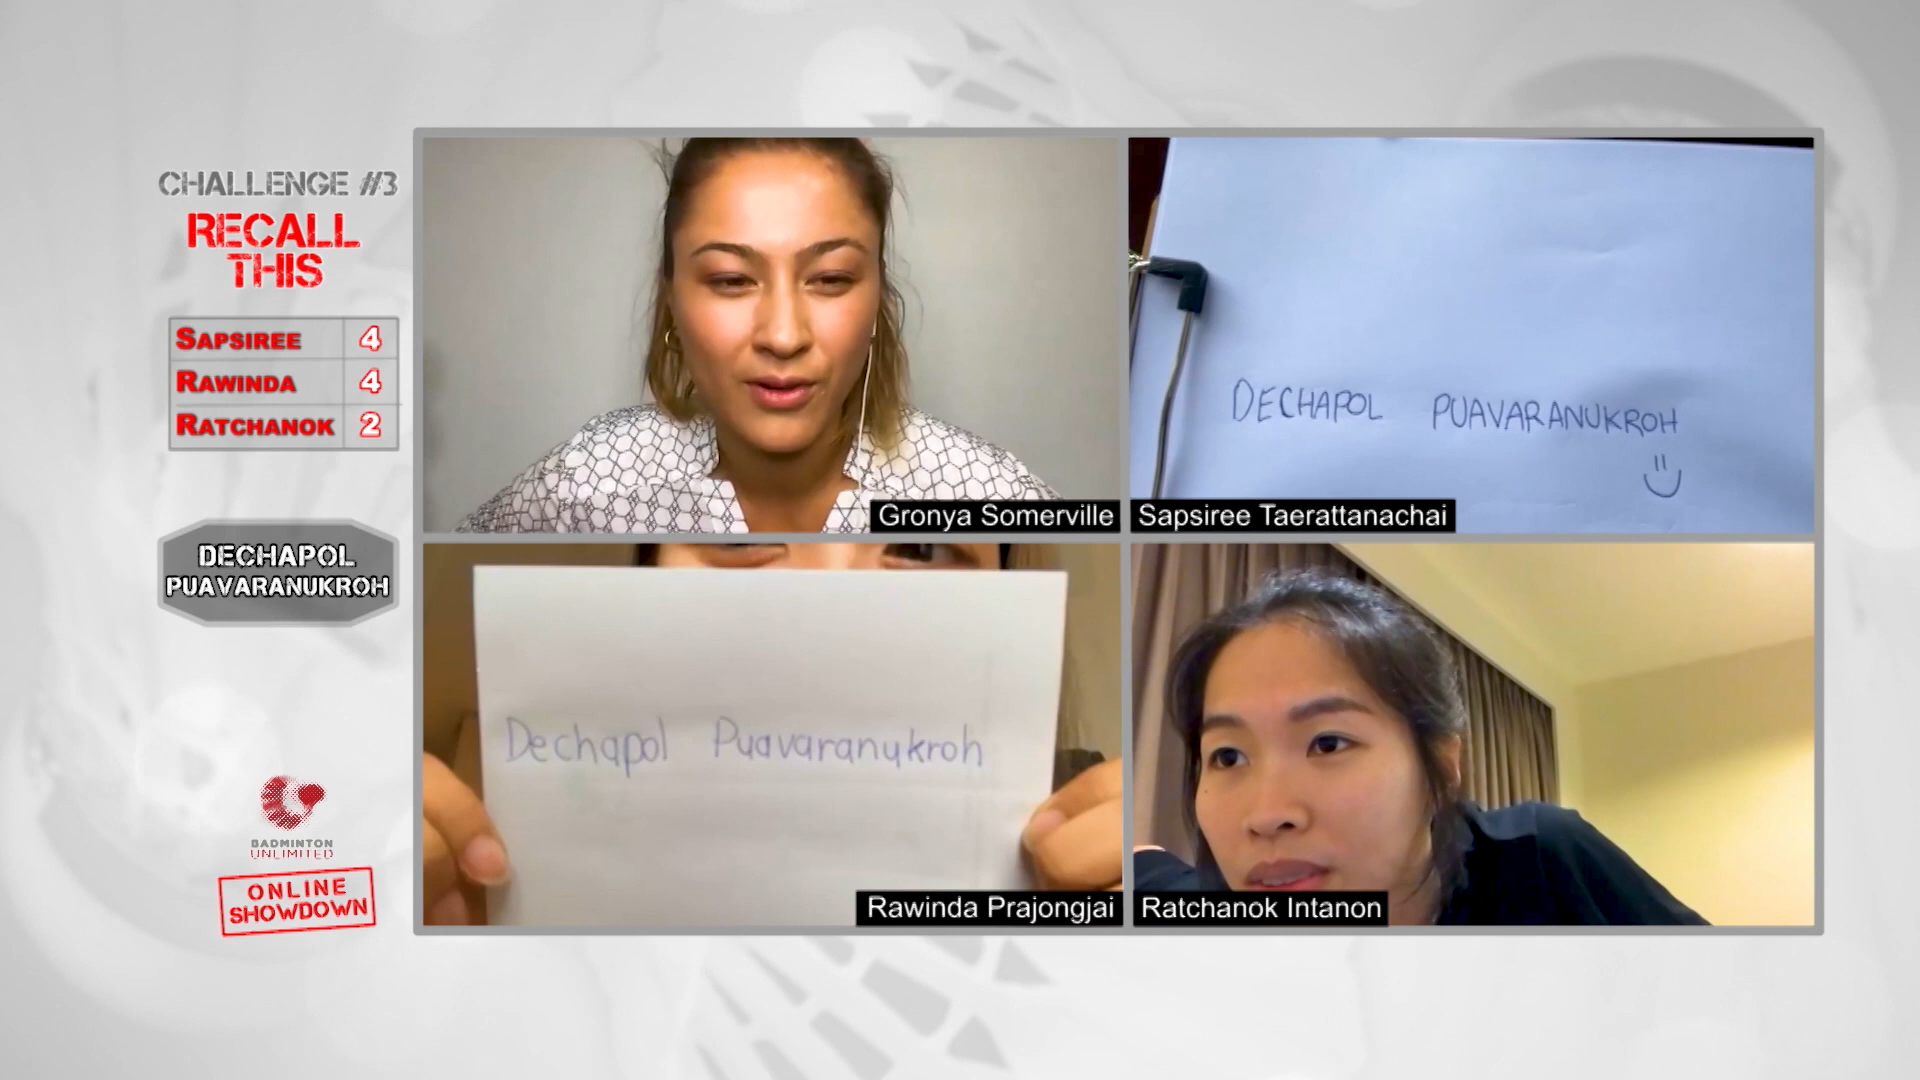 CHALLENGE #3
RECALL
THIS
SAPSIREE 4
RAWINDA 4
RATCHANOK 2
DECHAPOL
PUAVARANUKROH
BADMINTON
UNLIMITED
ONLINE
SHOWDOWN
Gronya Somerville
DECHAPOL PUAVARANUKROH
Sapsiree Taerattanachai
Dechapol Puavaranukroh
Rawinda Prajongjai
Ratchanok Intanon